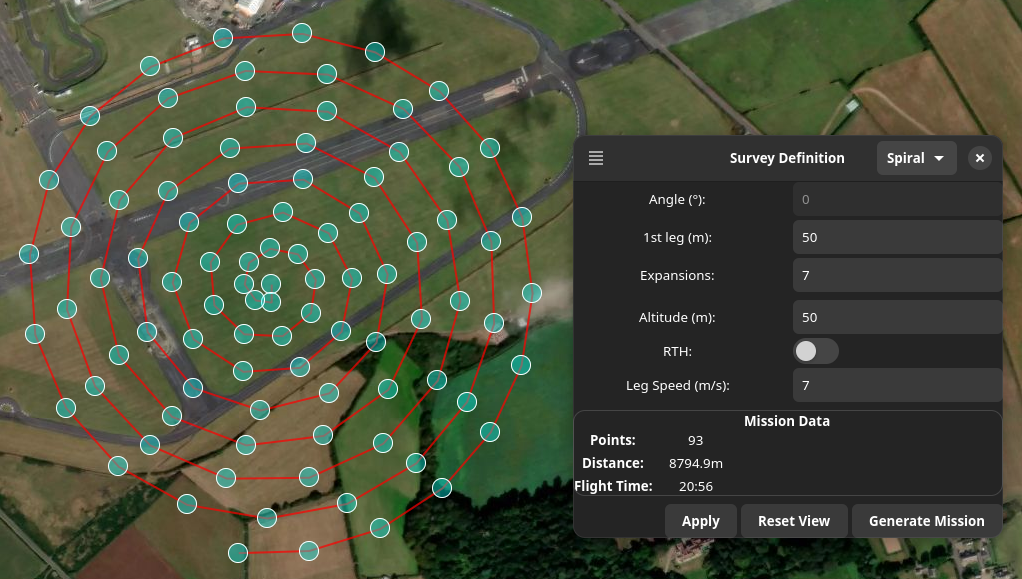 Survey Definition
Spiral
Angle (°): 0
1st leg (m): 50
Expansions: 7
Altitude (m): 50
RTH:
Leg Speed (m/s): 7
Mission Data
Points: 93
Distance: 8794.9m
Flight Time: 20:56
Apply Reset View Generate Mission